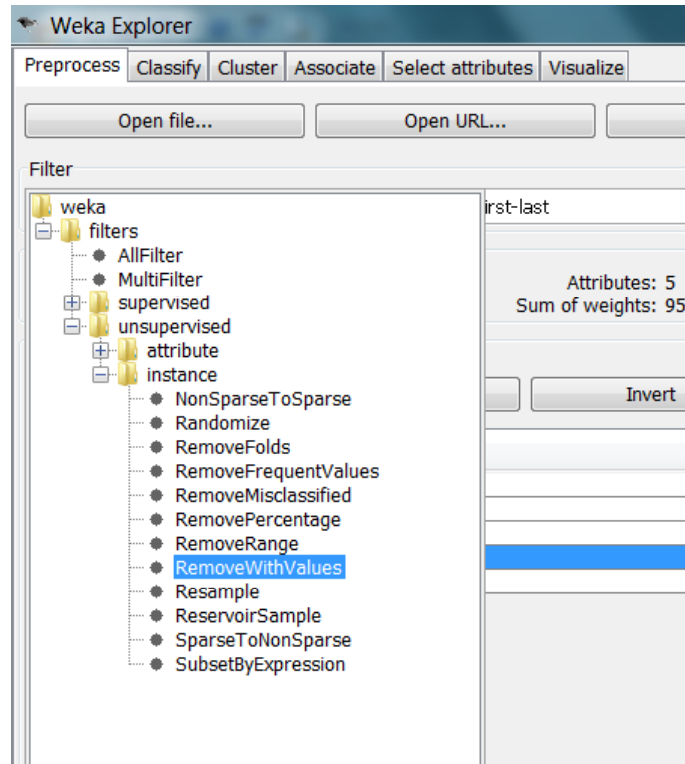 Weka Explorer
Preprocess Classify Cluster Associate Select attributes Visualize
Open file... Open URL...
Filter
weka irst-last
filters
AllFilter
MultiFilter Attributes: 5
supervised Sum of weights: 95
unsupervised
attribute
instance
NonSparseToSparse Invert
Randomize
RemoveFolds
RemoveFrequentValues
RemoveMisclassified
RemovePercentage
RemoveRange
RemoveWithValues
Resample
ReservoirSample
SparseToNonSparse
SubsetByExpression